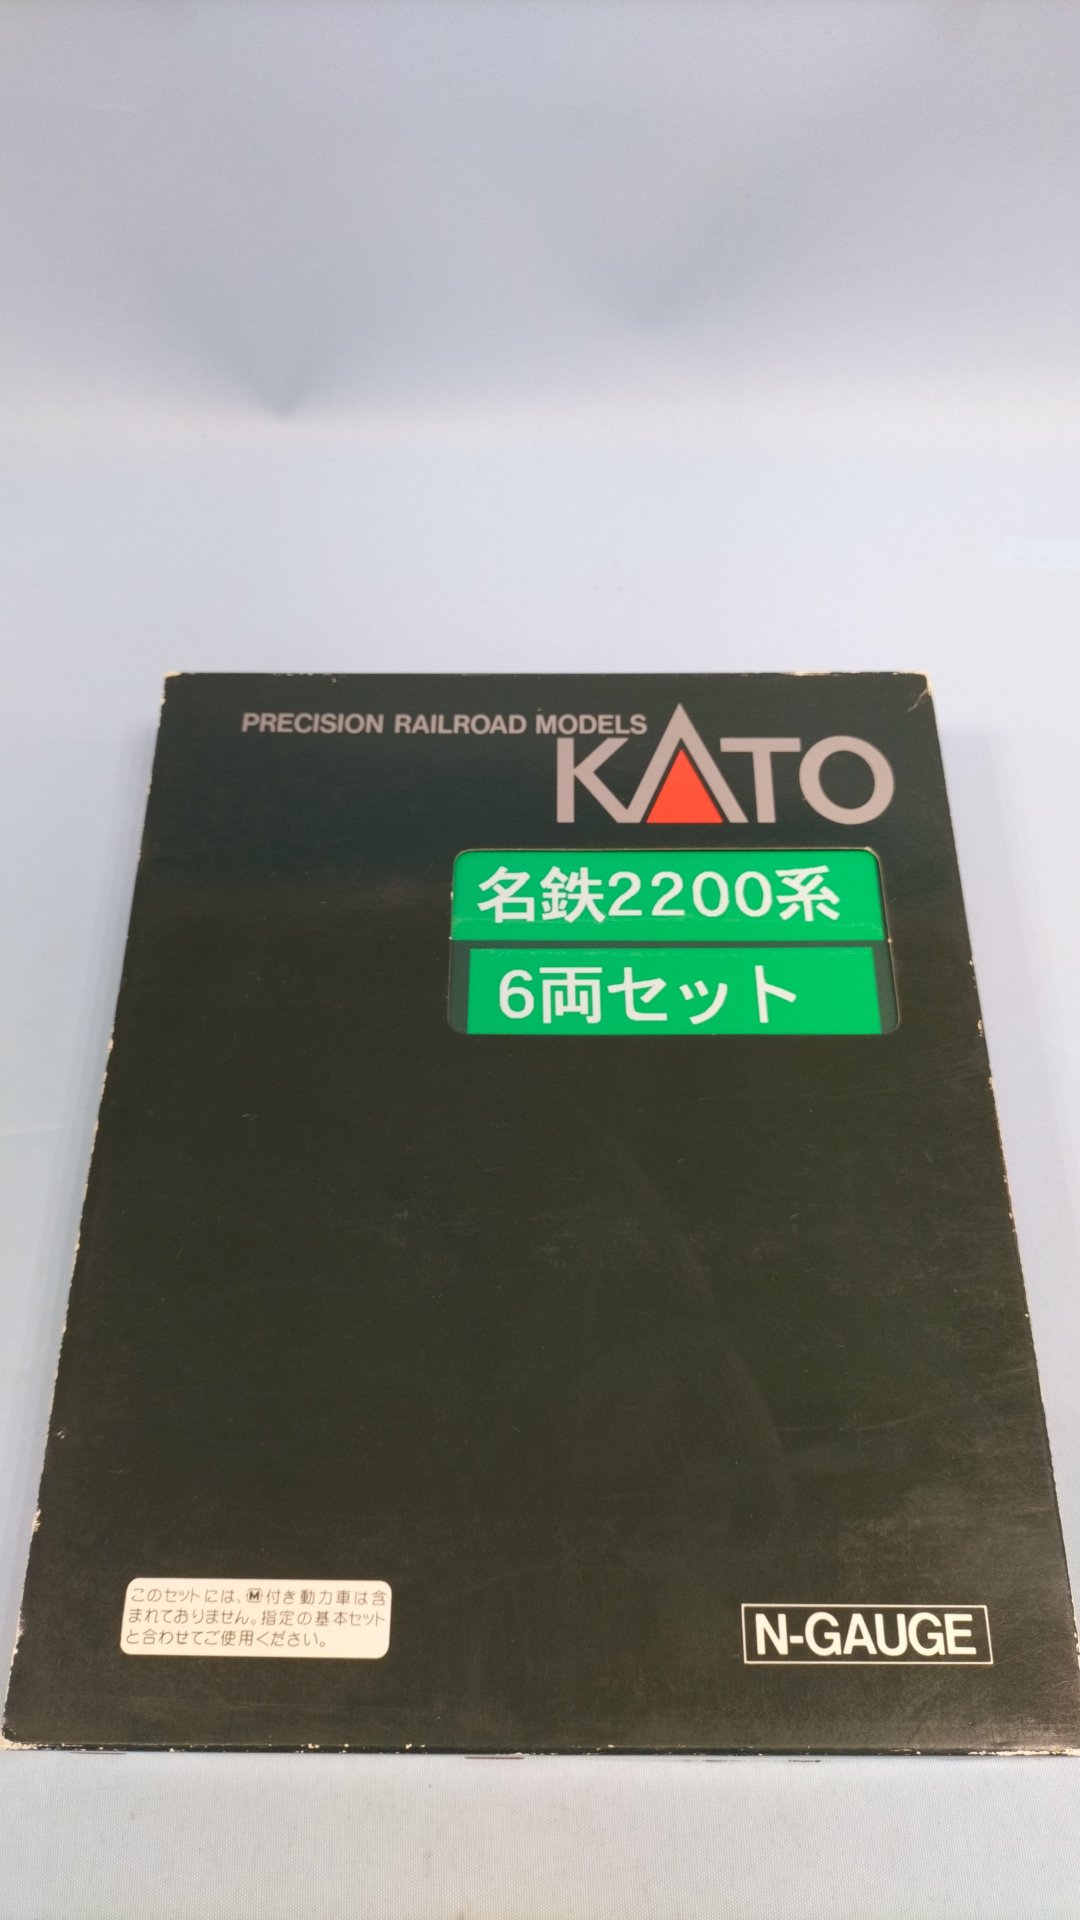 PRECISION RAILROAD MODELS
KATO
名鉄2200系
6両セット
このセットには、M付き動力車は含
まれておりません。指定の基本セット
と合わせてご使用ください。
N-GAUGE